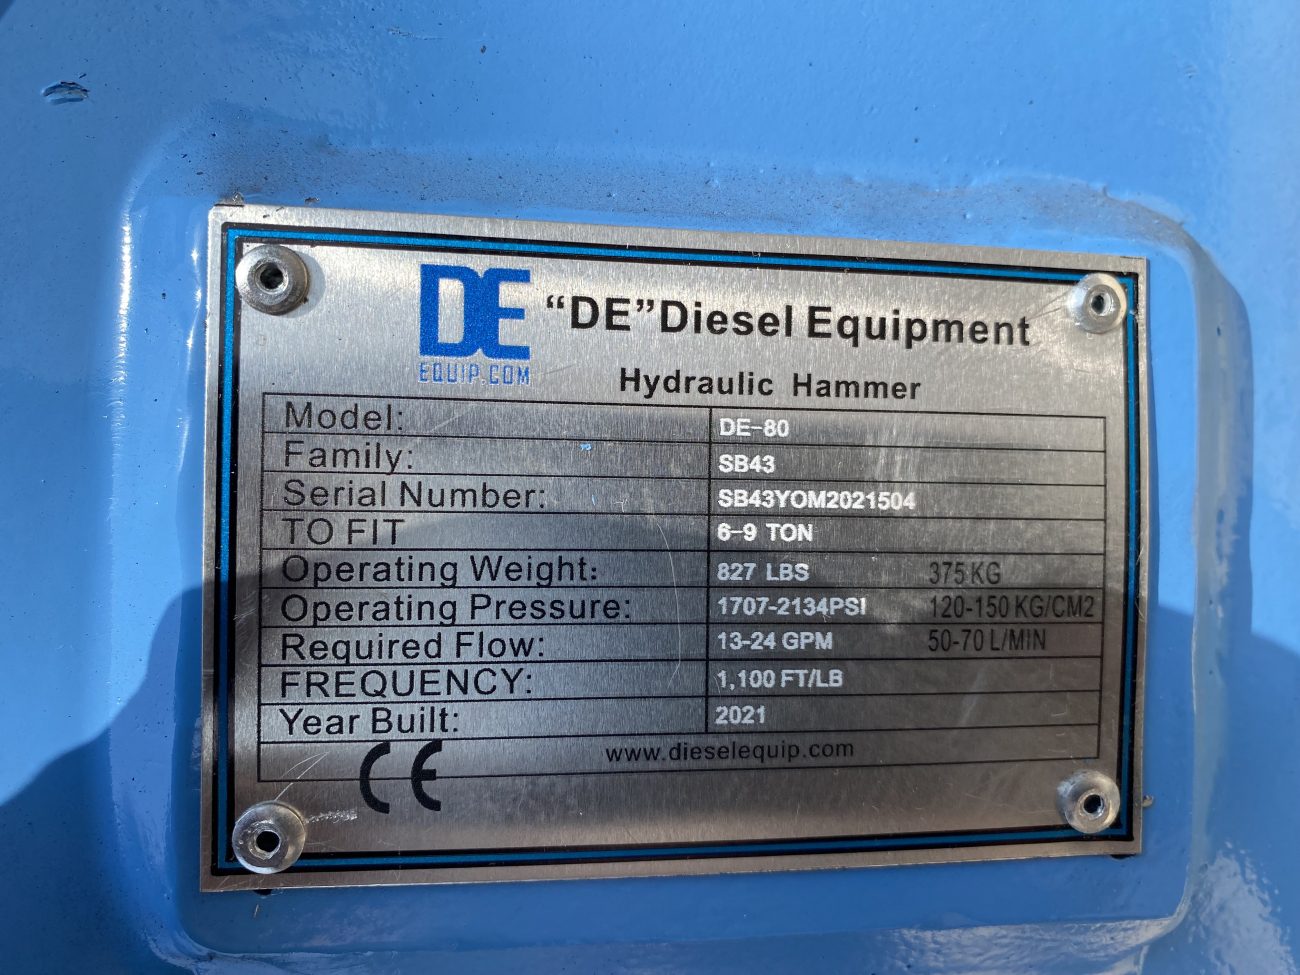 DE "DE"Diesel Equipment
EQUIP.COM
Hydraulic Hammer
Model: DE-80
Family: SB43
Serial Number: SB43YOM2021504
TO FIT 6-9 TON
Operating Weight: 827 LBS 375 KG
Operating Pressure: 1707-2134PSI 120-150 KG/CM2
Required Flow: 13-24 GPM 50-70 L/MIN
FREQUENCY: 1,100 FT/LB
Year Built: 2021
CE www.dieselequip.com